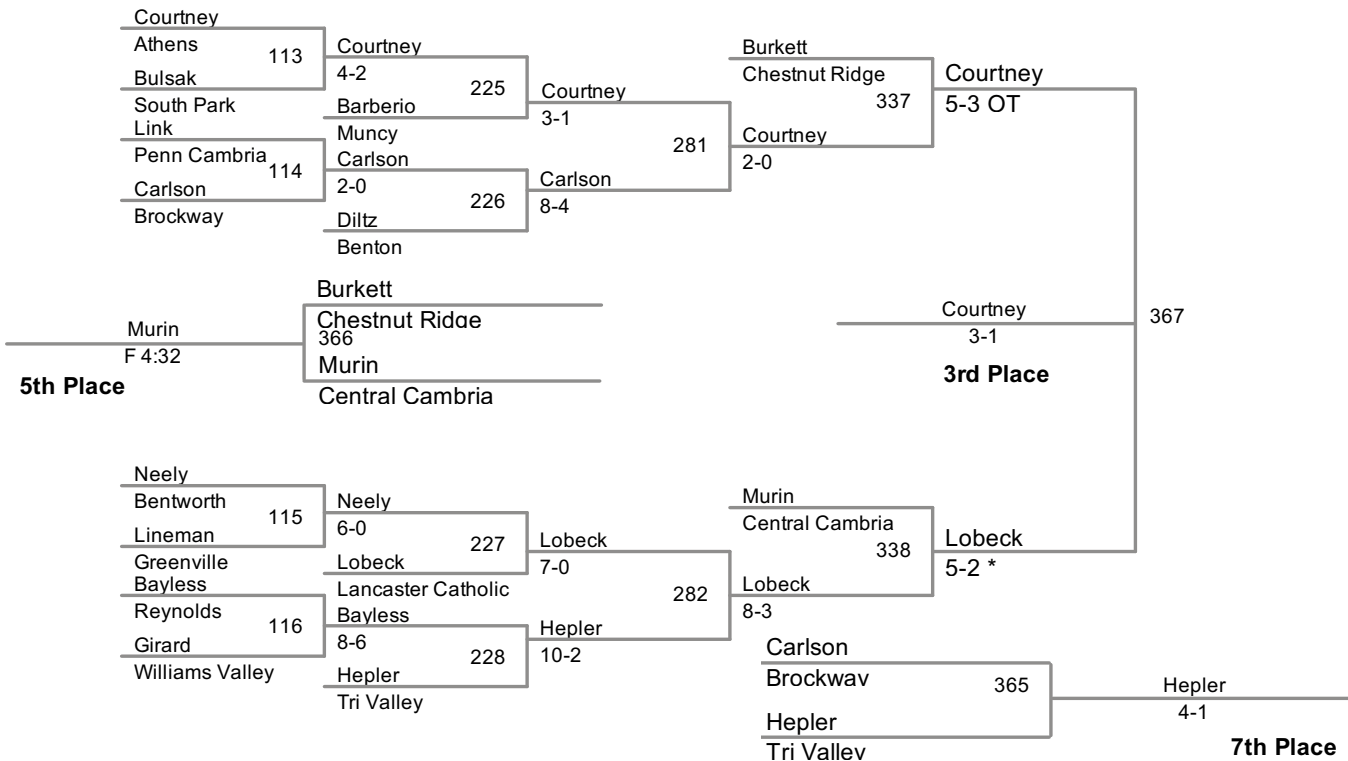 Courtney
Athens
113
Bulsak
South Park
Link
Penn Cambria
114
Carlson
Brockway
Courtney
4-2
225
Barberio
Muncy
Carlson
2-0
226
Diltz
Benton
Courtney
3-1
281
Carlson
8-4
Burkett
Chestnut Ridge
337
Courtney
2-0
Courtney
5-3 OT
367
Courtney
3-1
3rd Place
Burkett
Chestnut Ridge
366
Murin
Central Cambria
Murin
F 4:32
5th Place
Neely
Bentworth
115
Lineman
Greenville
Bayless
Reynolds
116
Girard
Williams Valley
Neely
6-0
227
Lobeck
Lancaster Catholic
Bayless
8-6
228
Hepler
Tri Valley
Lobeck
7-0
282
Hepler
10-2
Murin
Central Cambria
338
Lobeck
8-3
Lobeck
5-2 *
Carlson
Brockway
365
Hepler
Tri Valley
Hepler
4-1
7th Place